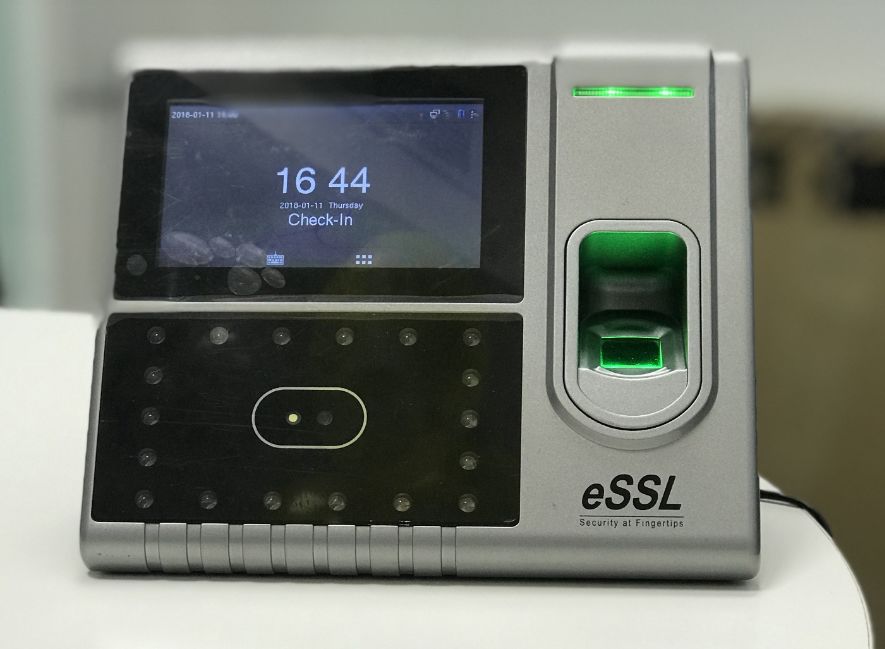 2018-01-11
16 44
2018-01-11 Thursday
Check-In
eSSL
Security at Fingertips